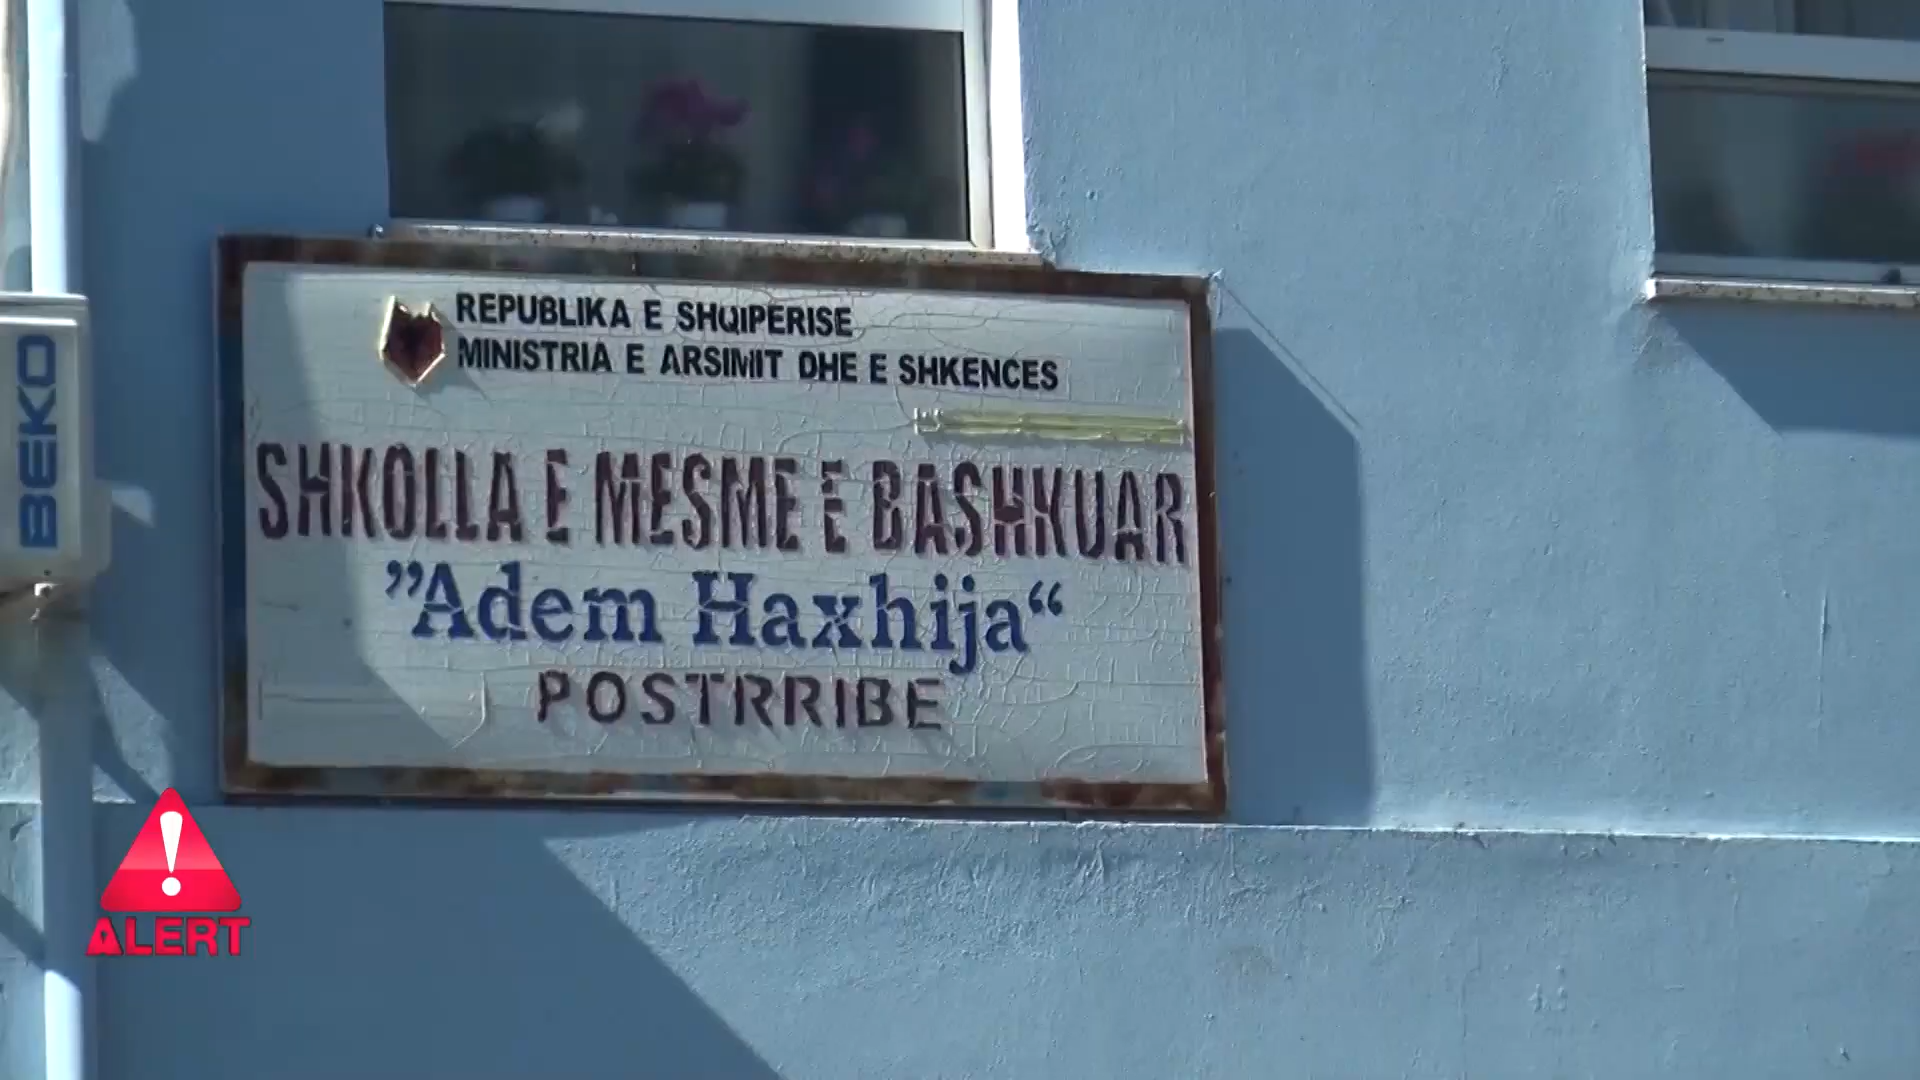 REPUBLIKA E SHQIPERISE
MINISTRIA E ARSIMIT DHE E SHKENCES
SHKOLLA E MESME E BASHKUAR
”Adem Haxhija“
POSTRRIBE
BEKO
ALERT